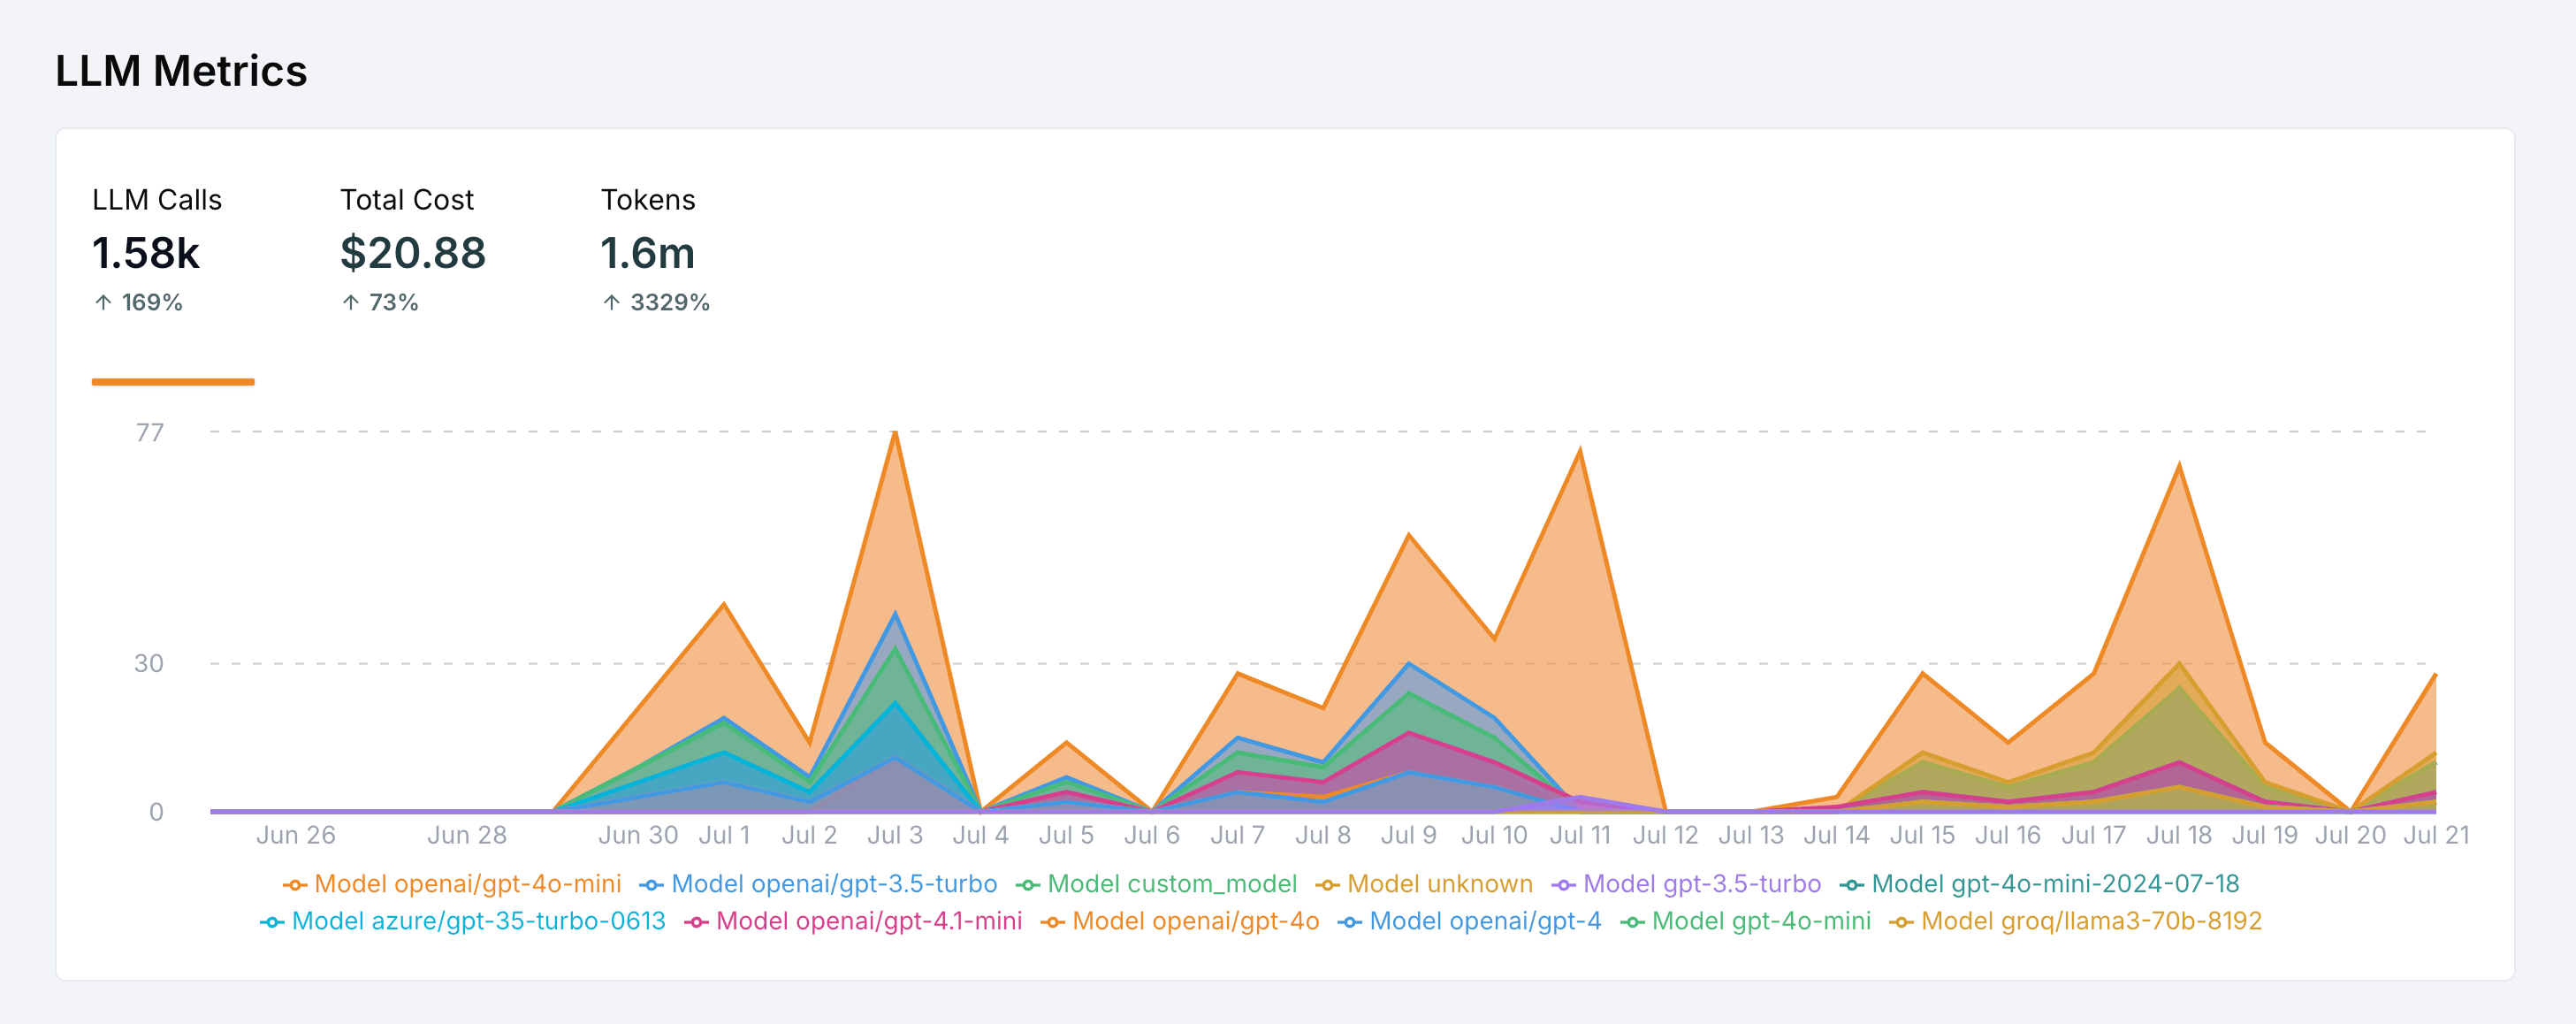 LLM Metrics
LLM Calls Total Cost Tokens
1.58k $20.88 1.6m
↑ 169% ↑ 73% ↑ 3329%
77
30
0
Jun 26 Jun 28 Jun 30 Jul 1 Jul 2 Jul 3 Jul 4 Jul 5 Jul 6 Jul 7 Jul 8 Jul 9 Jul 10 Jul 11 Jul 12 Jul 13 Jul 14 Jul 15 Jul 16 Jul 17 Jul 18 Jul 19 Jul 20 Jul 21
Model openai/gpt-4o-mini Model openai/gpt-3.5-turbo Model custom_model Model unknown Model gpt-3.5-turbo Model gpt-4o-mini-2024-07-18
Model azure/gpt-35-turbo-0613 Model openai/gpt-4.1-mini Model openai/gpt-4o Model openai/gpt-4 Model gpt-4o-mini Model groq/llama3-70b-8192